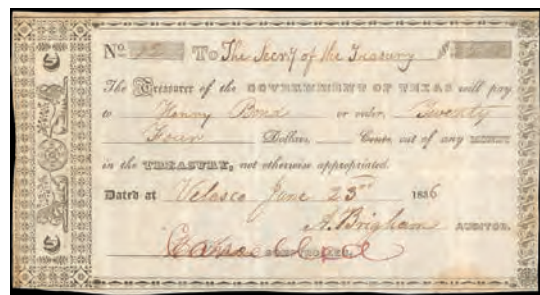 No. To The Secry of the Treasury $
The Treasurer of the GOVERNMENT OF TEXAS will pay
to Henry Bond or order, Twenty
Four Dollars, Cents, out of any MONEY
in the TREASURY, not otherwise appropriated.
Dated at Velasco June 23rd 1836
A. Brigham AUDITOR.